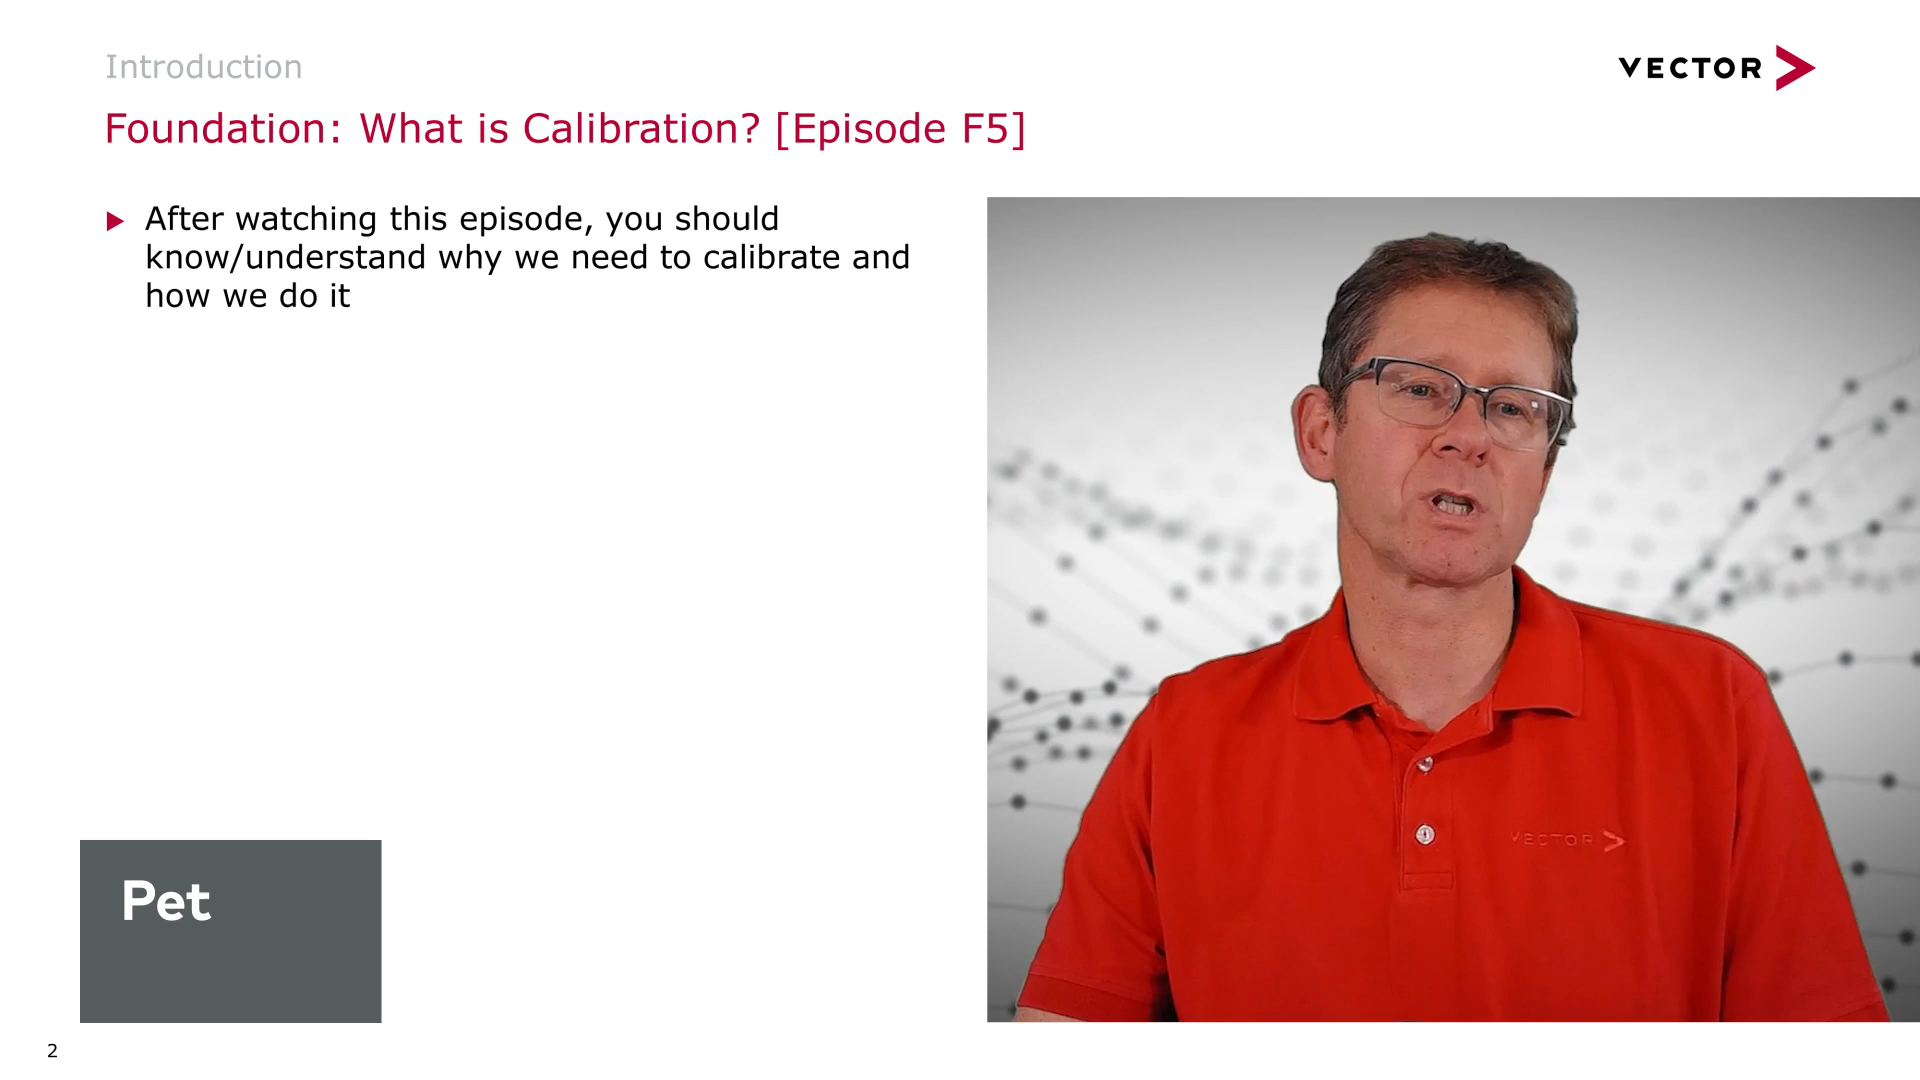 Introduction
VECTOR
Foundation: What is Calibration? [Episode F5]
After watching this episode, you should
know/understand why we need to calibrate and
how we do it
VECTOR
Pet
2